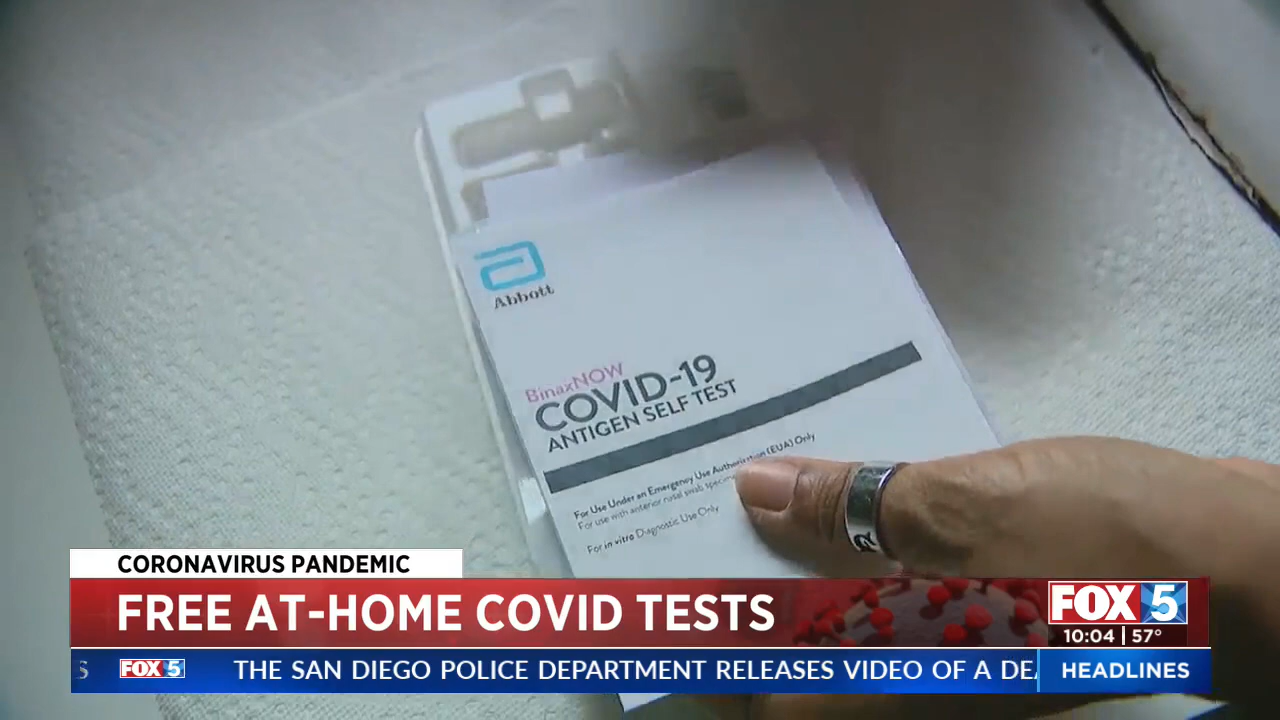 Abbott
BinaxNOW
COVID-19
ANTIGEN SELF TEST
For Use Under an Emergency Use Authorization (EUA) Only
For use with anterior nasal swab
For in vitro Diagnostic Use Only
CORONAVIRUS PANDEMIC
FREE AT-HOME COVID TESTS
FOX 5
10:04 | 57°
S FOX 5 THE SAN DIEGO POLICE DEPARTMENT RELEASES VIDEO OF A DEA
HEADLINES